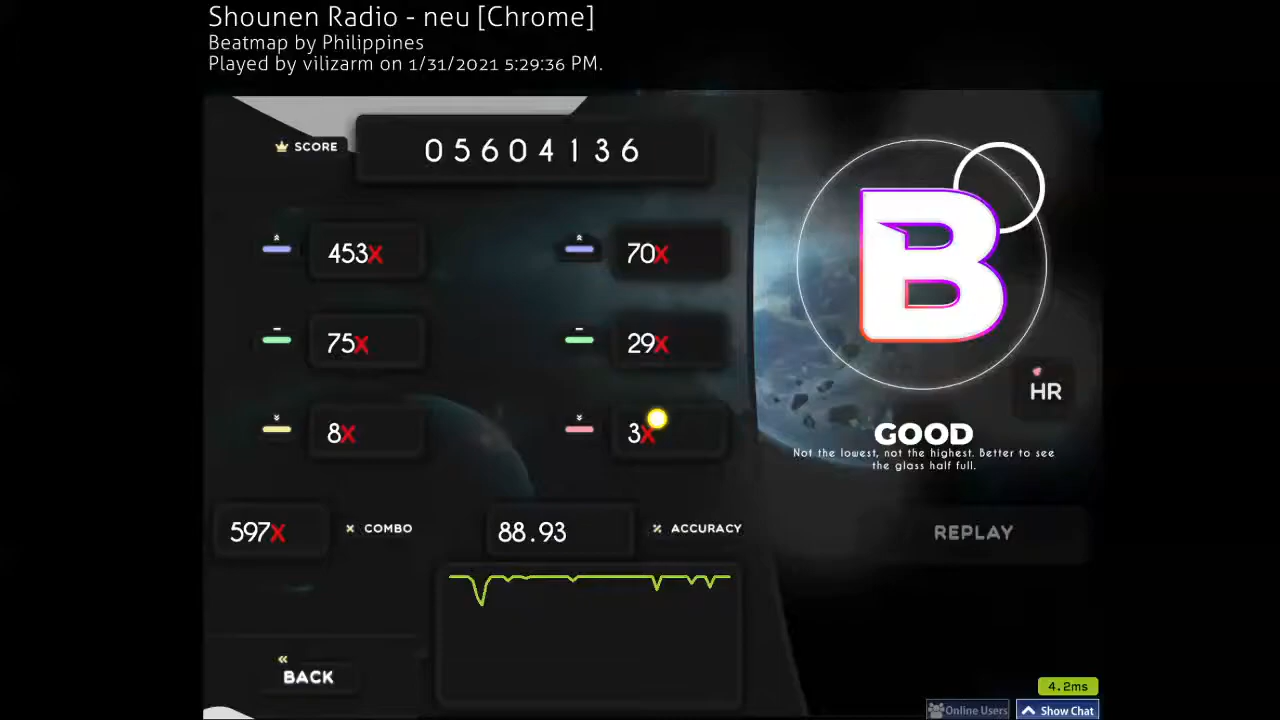 Shounen Radio - neu [Chrome]
Beatmap by Philippines
Played by vilizarm on 1/31/2021 5:29:36 PM.
SCORE
05604136
453X
70X
75X
29X
8X
3X
B
HR
GOOD
Not the lowest, not the highest. Better to see
the glass half full.
597X
COMBO
88.93
% ACCURACY
REPLAY
BACK
4.2ms
Online Users
Show Chat